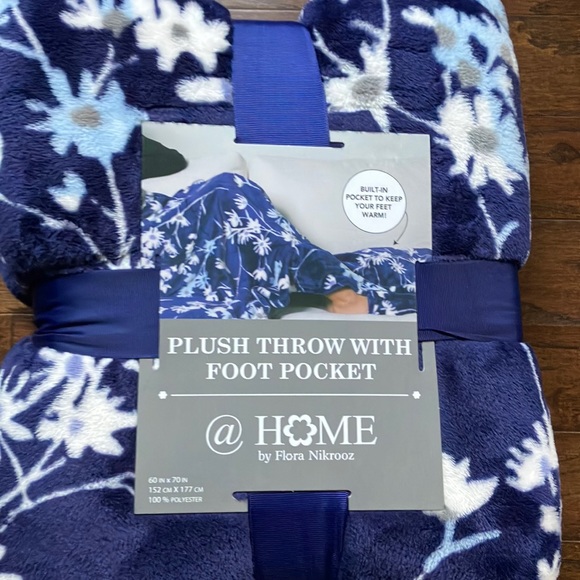 BUILT-IN
POCKET TO KEEP
YOUR FEET
WARM!
PLUSH THROW WITH
FOOT POCKET
@ HOME
by Flora Nikrooz
60 IN x 70 IN
152 CM X 177 CM
100 % POLYESTER